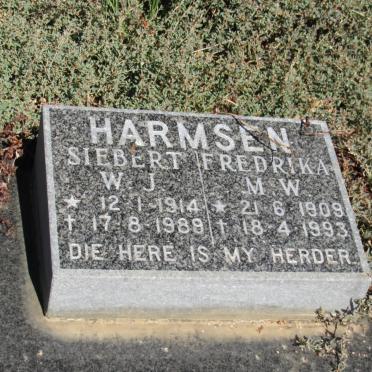 HARMSEN
SIEBERT FREDRIKA
W J M W
* 12·1·1914 * 21·6·1909
† 17·8·1989 † 18·4·1993
DIE HERE IS MY HERDER